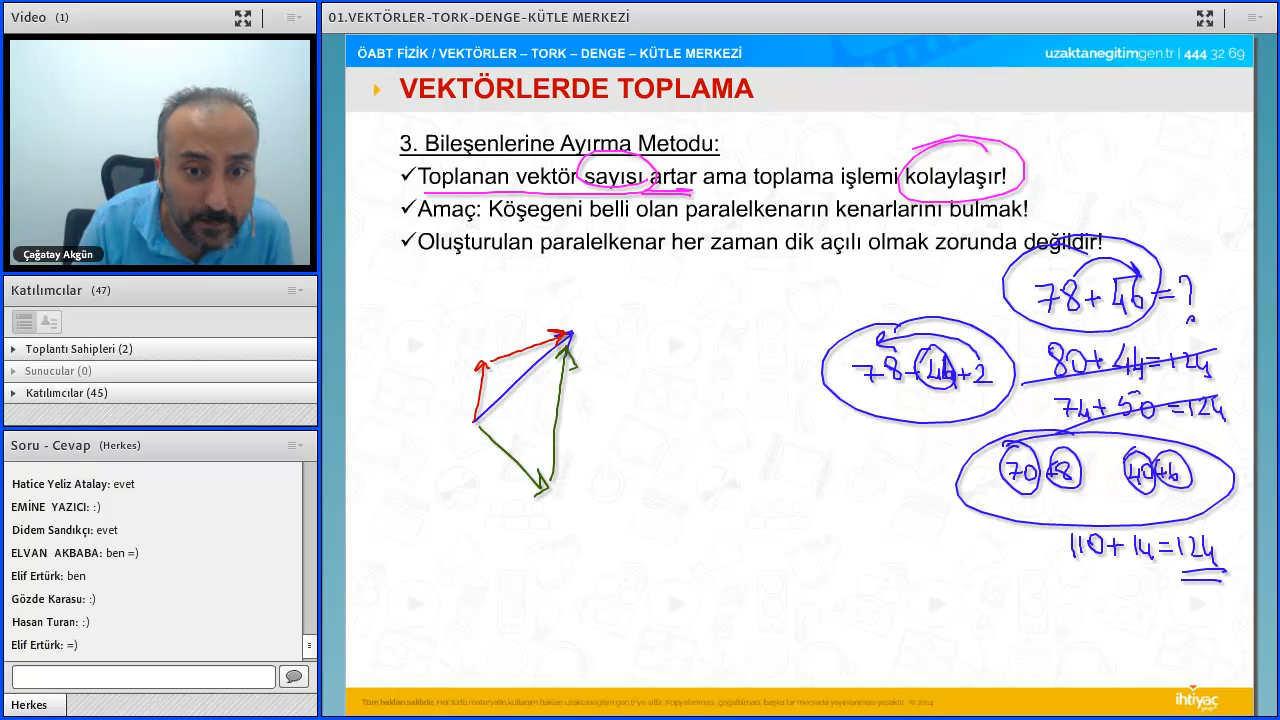 Video (1)
Çağatay Akgün
Katılımcılar (47)
Toplantı Sahipleri (2)
Sunucular (0)
Katılımcılar (45)
Soru - Cevap (Herkes)
Hatice Yeliz Atalay: evet
EMİNE YAZICI: :)
Didem Sandıkçı: evet
ELVAN AKBABA: ben =)
Elif Ertürk: ben
Gözde Karasu: :)
Hasan Turan: :)
Elif Ertürk: =)
Herkes
01.VEKTÖRLER-TORK-DENGE-KÜTLE MERKEZİ
ÖABT FİZİK / VEKTÖRLER – TORK – DENGE – KÜTLE MERKEZİ
uzaktanegitimgen.tr | 444 32 69
VEKTÖRLERDE TOPLAMA
3. Bileşenlerine Ayırma Metodu:
✓Toplanan vektör sayısı artar ama toplama işlemi kolaylaşır!
✓Amaç: Köşegeni belli olan paralelkenarın kenarlarını bulmak!
✓Oluşturulan paralelkenar her zaman dik açılı olmak zorunda değildir!
78+46=?
78+44+2
80+44=124
74+50=124
70+8 40+6
110+14=124
Tüm hakları saklıdır.
© 2014
ihtiyaç